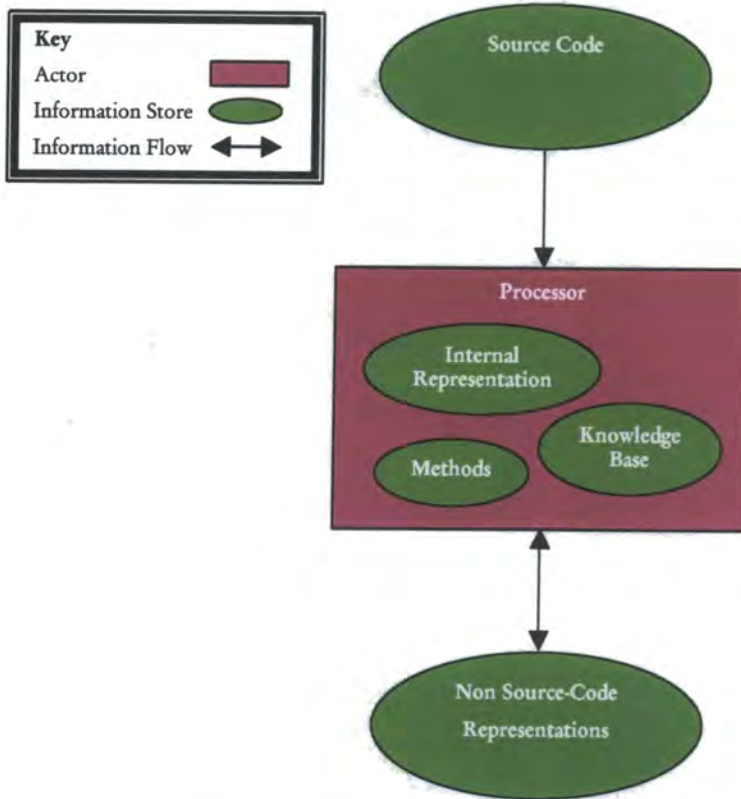 Key
Actor
Information Store
Information Flow
Source Code
Processor
Internal
Representation
Knowledge
Base
Methods
Non Source-Code
Representations